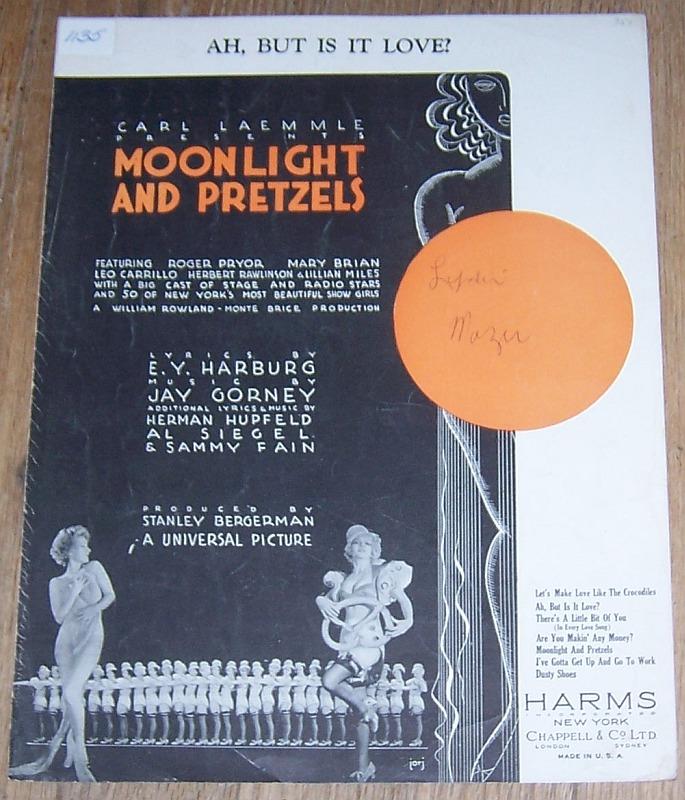 1135
AH, BUT IS IT LOVE?
CARL LAEMMLE
PRESENTS
MOONLIGHT
AND PRETZELS
FEATURING ROGER PRYOR MARY BRIAN
LEO CARRILLO HERBERT RAWLINSON & LILLIAN MILES
WITH A BIG CAST OF STAGE AND RADIO STARS
AND 50 OF NEW YORK'S MOST BEAUTIFUL SHOW GIRLS
A WILLIAM ROWLAND - MONTE BRICE PRODUCTION
LYRICS BY
E.Y. HARBURG
MUSIC BY
JAY GORNEY
ADDITIONAL LYRICS & MUSIC BY
HERMAN HUPFELD
AL SIEGEL
& SAMMY FAIN
PRODUCED BY
STANLEY BERGERMAN
A UNIVERSAL PICTURE
jorj
Let's Make Love Like The Crocodiles
Ah, But Is It Love?
There's A Little Bit Of You
(In Every Love Song)
Are You Makin' Any Money?
Moonlight And Pretzels
I've Gotta Get Up And Go To Work
Dusty Shoes
HARMS
INCORPORATED
NEW YORK
CHAPPELL & CO LTD
LONDON SYDNEY
MADE IN U. S. A.